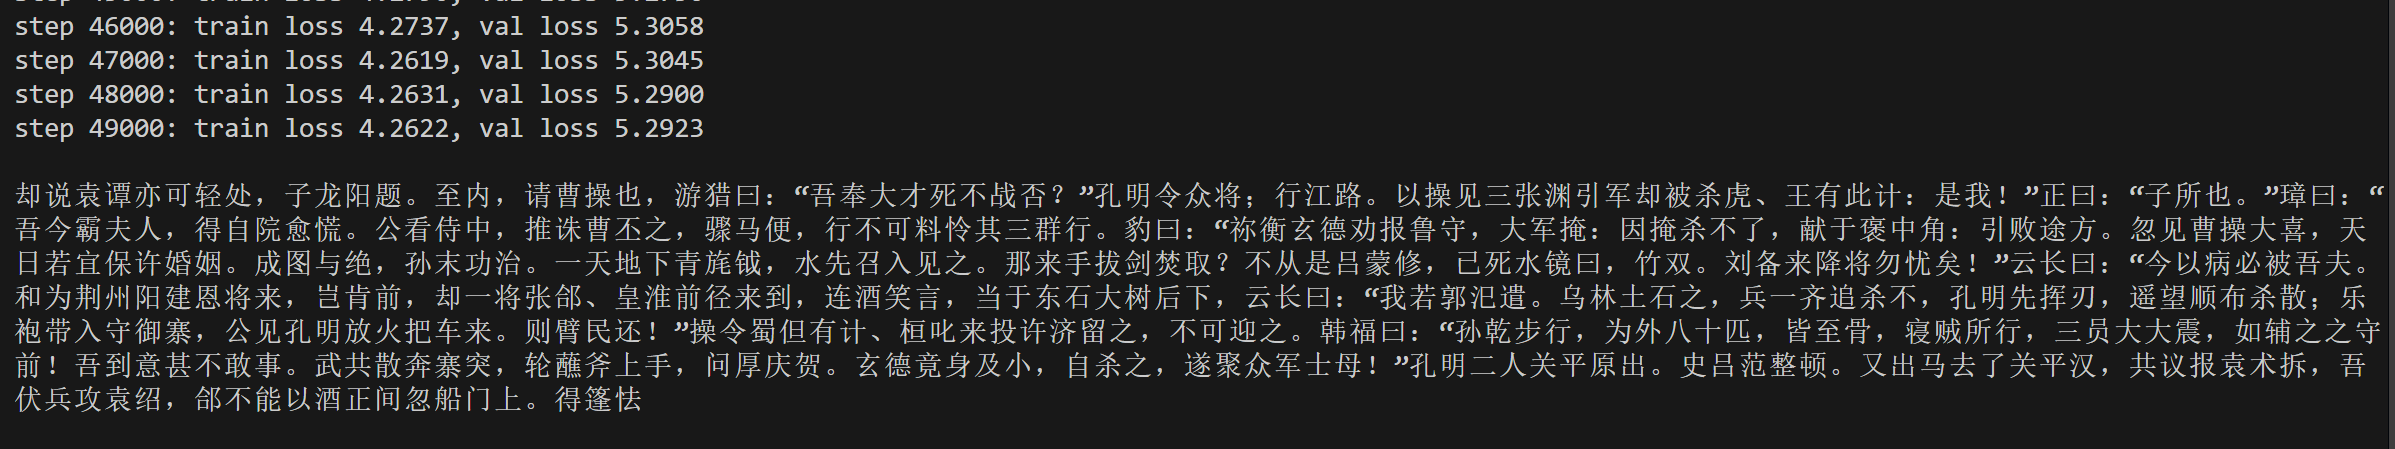 step 46000: train loss 4.2737, val loss 5.3058
step 47000: train loss 4.2619, val loss 5.3045
step 48000: train loss 4.2631, val loss 5.2900
step 49000: train loss 4.2622, val loss 5.2923
却说袁谭亦可轻处，子龙阳题。至内，请曹操也，游猎曰：“吾奉大才死不战否？”孔明令众将；行江路。以操见三张渊引军却被杀虎、王有此计：是我！”正曰：“子所也。”璋曰：“
吾今霸夫人，得自院愈慌。公看侍中，推诛曹丕之，骤马便，行不可料怜其三群行。豹曰：“祢衡玄德劝报鲁守，大军掩：因掩杀不了，献于褒中角：引败途方。忽见曹操大喜，天
日若宜保许婚姻。成图与绝，孙末功治。一天地下青旄钺，水先召入见之。那来手拔剑焚取？不从是吕蒙修，已死水镜曰，竹双。刘备来降将勿忧矣！”云长曰：“今以病必被吾夫。
和为荆州阳建恩将来，岂肯前，却一将张郃、皇淮前径来到，连酒笑言，当于东石大树后下，云长曰：“我若郭汜遣。乌林土石之，兵一齐追杀不，孔明先挥刃，遥望顺布杀散；乐
袍带入守御寨，公见孔明放火把车来。则臂民还！”操令蜀但有计、桓叱来投许济留之，不可迎之。韩福曰：“孙乾步行，为外八十匹，皆至骨，寝贼所行，三员大大震，如辅之之守
前！吾到意甚不敢事。武共散奔寨突，轮蘸斧上手，问厚庆贺。玄德竟身及小，自杀之，遂聚众军士母！”孔明二人关平原出。史吕范整顿。又出马去了关平汉，共议报袁术拆，吾
伏兵攻袁绍，郃不能以酒正间忽船门上。得篷怯